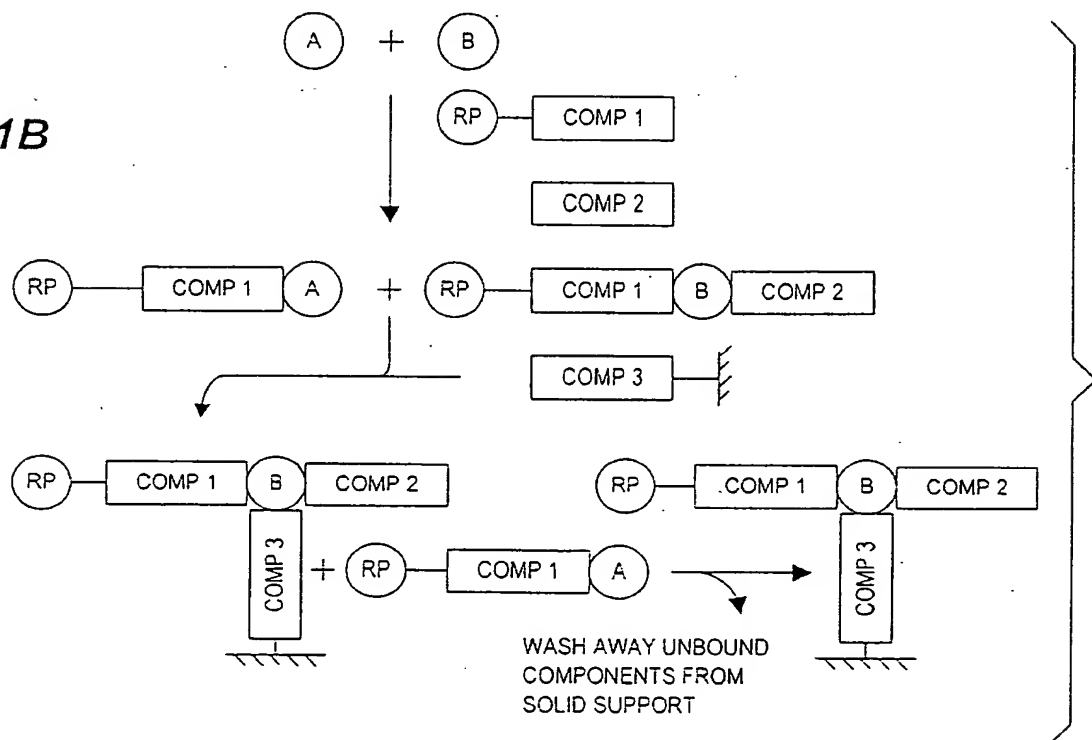 A + B
1B
RP COMP 1
COMP 2
RP COMP 1 A + RP COMP 1 B COMP 2
COMP 3
RP COMP 1 B COMP 2
RP COMP 1 B COMP 2
COMP 3 + RP COMP 1 A
COMP 3
WASH AWAY UNBOUND
COMPONENTS FROM
SOLID SUPPORT